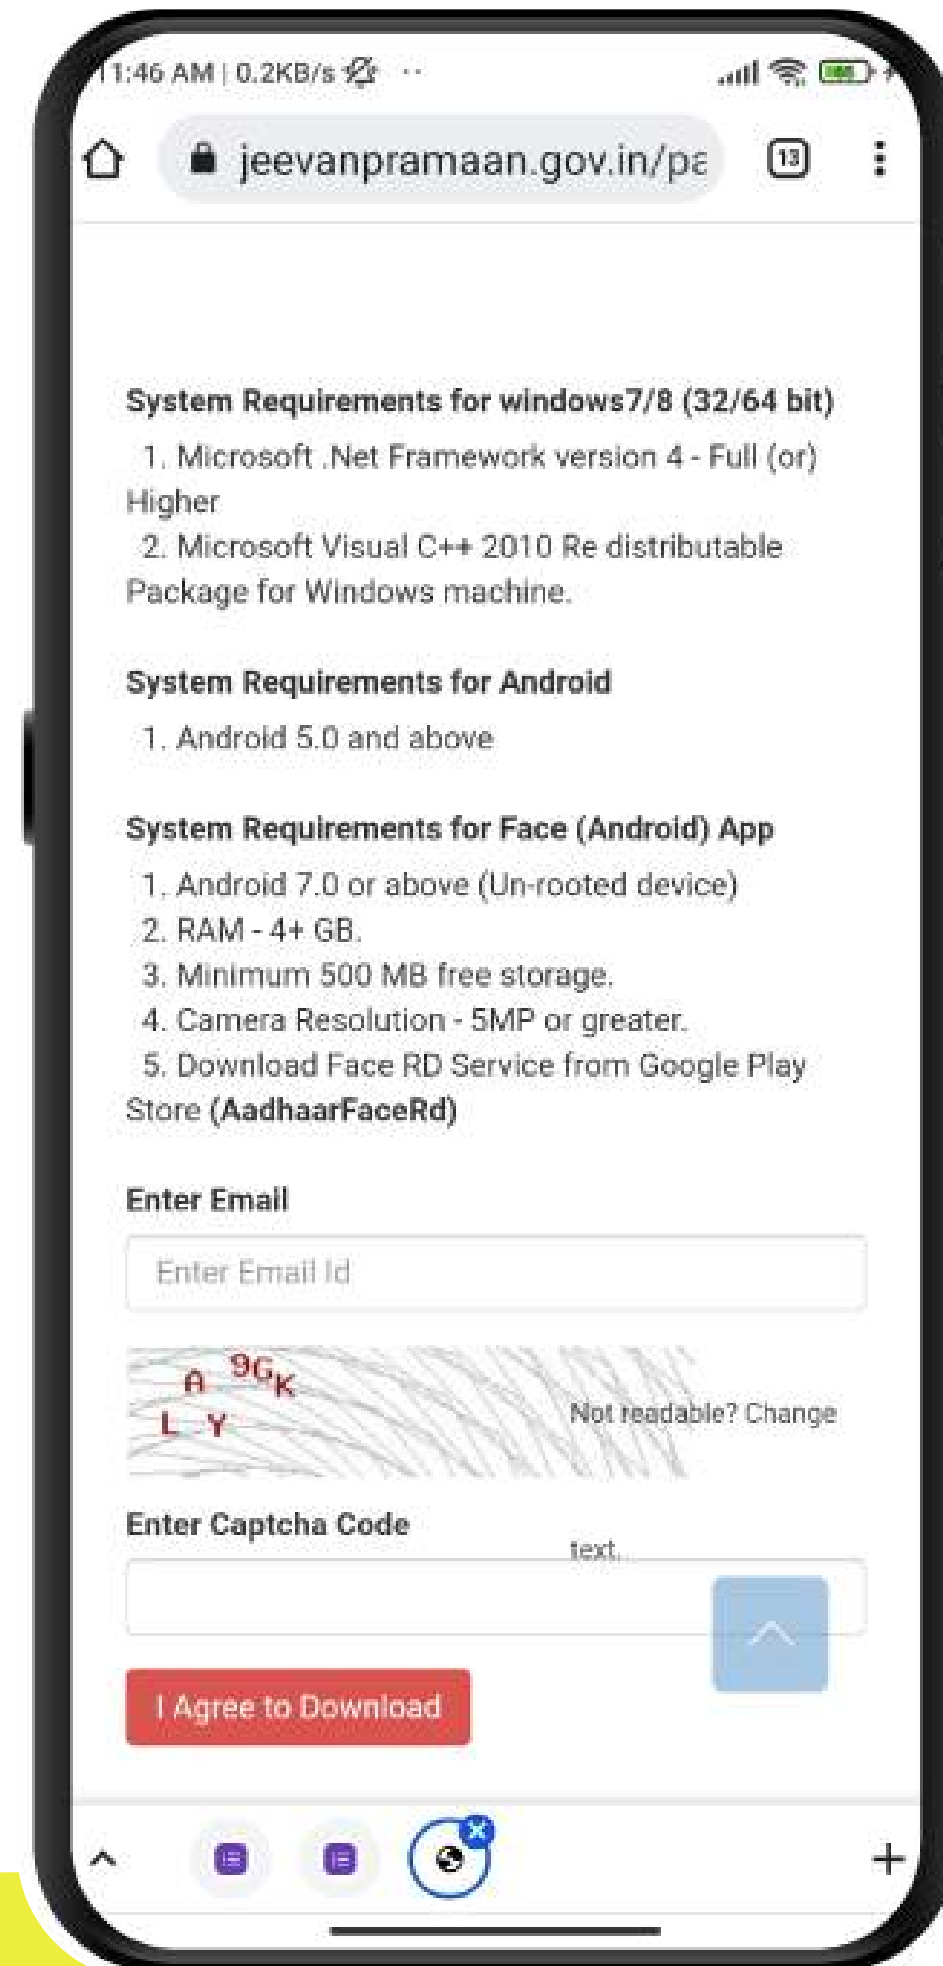 11:46 AM | 0.2KB/s
jeevanpramaan.gov.in/pa
13
System Requirements for windows7/8 (32/64 bit)
1. Microsoft .Net Framework version 4 - Full (or)
Higher
2. Microsoft Visual C++ 2010 Re distributable
Package for Windows machine.
System Requirements for Android
1. Android 5.0 and above
System Requirements for Face (Android) App
1. Android 7.0 or above (Un-rooted device)
2. RAM - 4+ GB.
3. Minimum 500 MB free storage.
4. Camera Resolution - 5MP or greater.
5. Download Face RD Service from Google Play
Store (AadhaarFaceRd)
Enter Email
Enter Email Id
A 9GK
L Y
Not readable? Change
text.
Enter Captcha Code
I Agree to Download